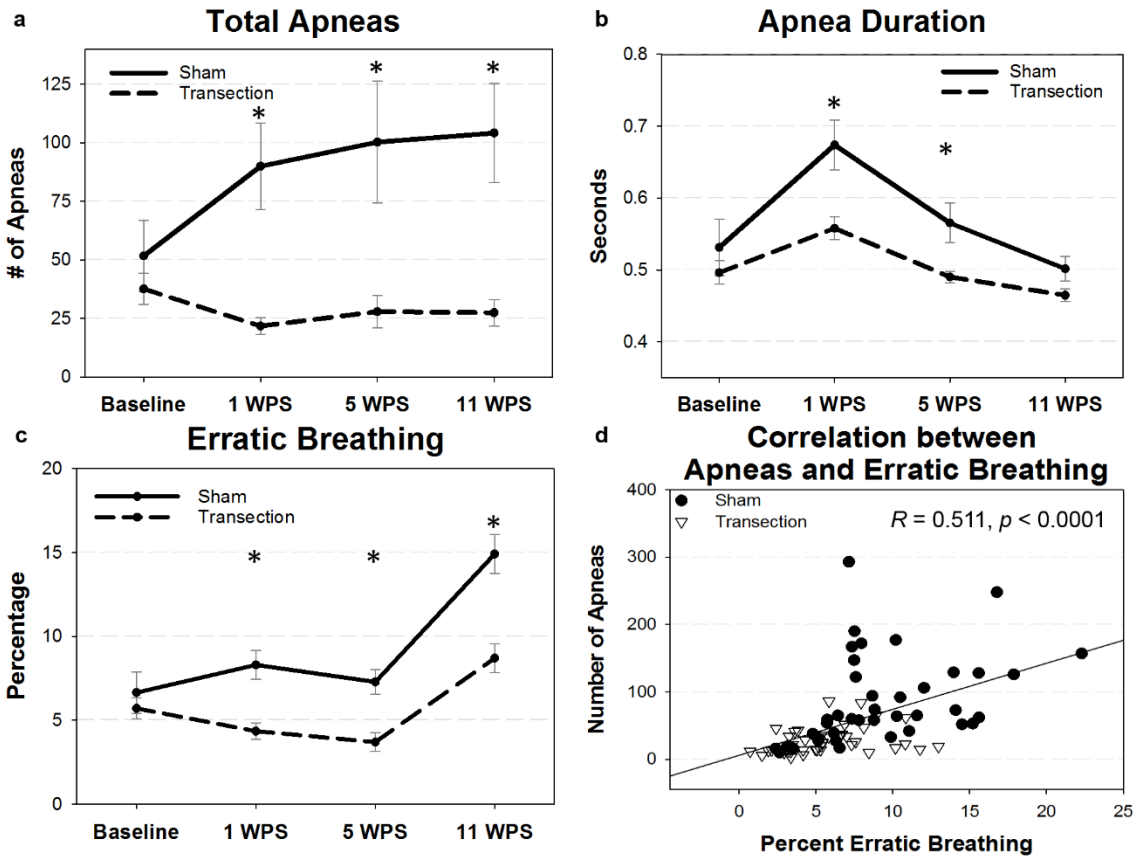 a
Total Apneas
Sham
Transection
*
*
*
125
100
75
50
25
0
# of Apneas
Baseline
1 WPS
5 WPS
11 WPS
b
Apnea Duration
Sham
Transection
*
*
0.8
0.7
0.6
0.5
0.4
Seconds
Baseline
1 WPS
5 WPS
11 WPS
c
Erratic Breathing
Sham
Transection
*
*
*
20
15
10
5
0
Percentage
Baseline
1 WPS
5 WPS
11 WPS
d
Correlation between
Apneas and Erratic Breathing
Sham
Transection
R = 0.511, p < 0.0001
400
300
200
100
0
Number of Apneas
0
5
10
15
20
25
Percent Erratic Breathing